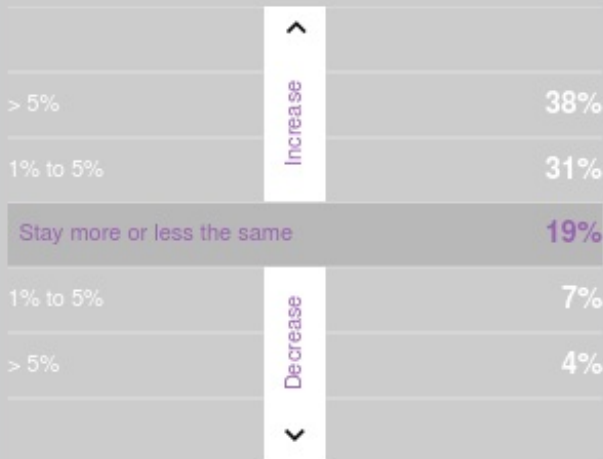 > 5%
38%
Increase
1% to 5%
31%
Stay more or less the same
19%
1% to 5%
7%
Decrease
> 5%
4%